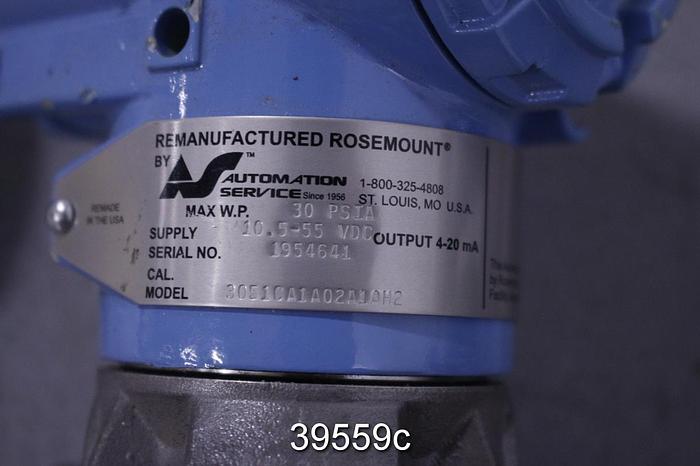 REMANUFACTURED ROSEMOUNT®
BY AS™ AUTOMATION SERVICE Since 1956
1-800-325-4808
ST. LOUIS, MO U.S.A.
REMADE
IN THE USA
MAX W.P. 30 PSIA
SUPPLY 10.5-55 VDC OUTPUT 4-20 mA
SERIAL NO. 1954641
CAL.
MODEL 3051CA1A02A1AH2
39559c